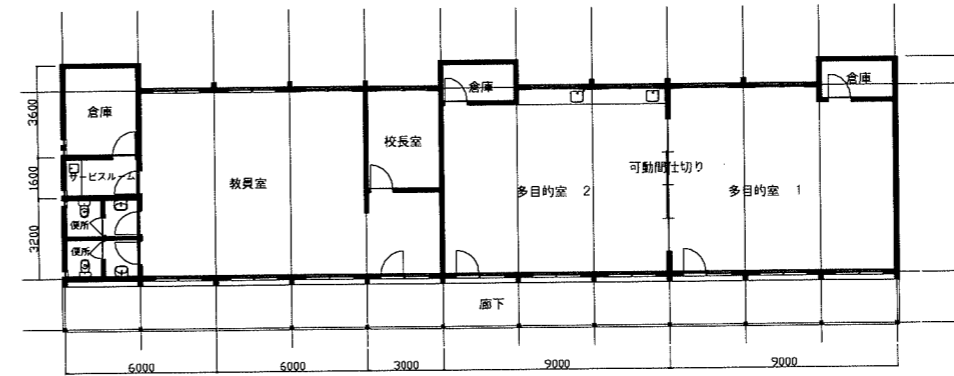 倉庫
倉庫
倉庫
校長室
可動間仕切り
サービスルーム
教員室
多目的室 2
多目的室 1
便所
便所
廊下
3600
1600
3200
6000
6000
3000
9000
9000